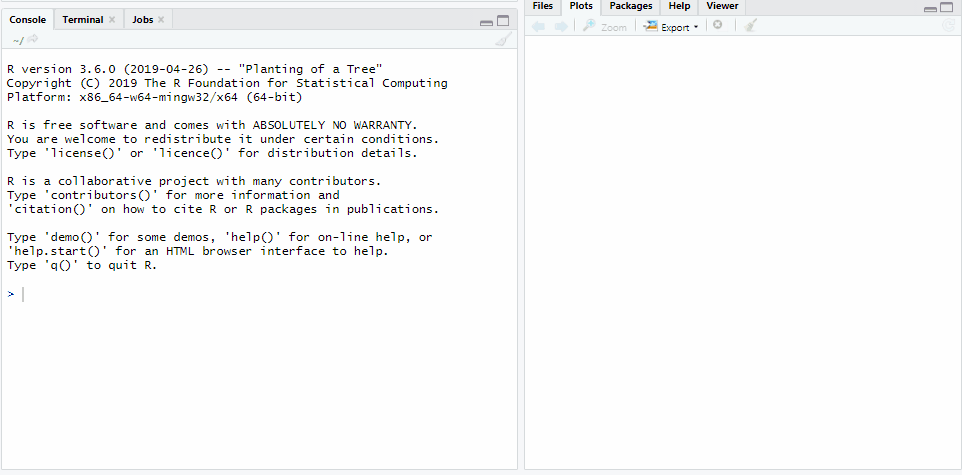 Console Terminal Jobs
~/
R version 3.6.0 (2019-04-26) -- "Planting of a Tree"
Copyright (C) 2019 The R Foundation for Statistical Computing
Platform: x86_64-w64-mingw32/x64 (64-bit)
R is free software and comes with ABSOLUTELY NO WARRANTY.
You are welcome to redistribute it under certain conditions.
Type 'license()' or 'licence()' for distribution details.
R is a collaborative project with many contributors.
Type 'contributors()' for more information and
'citation()' on how to cite R or R packages in publications.
Type 'demo()' for some demos, 'help()' for on-line help, or
'help.start()' for an HTML browser interface to help.
Type 'q()' to quit R.
>
Files Plots Packages Help Viewer
Zoom Export